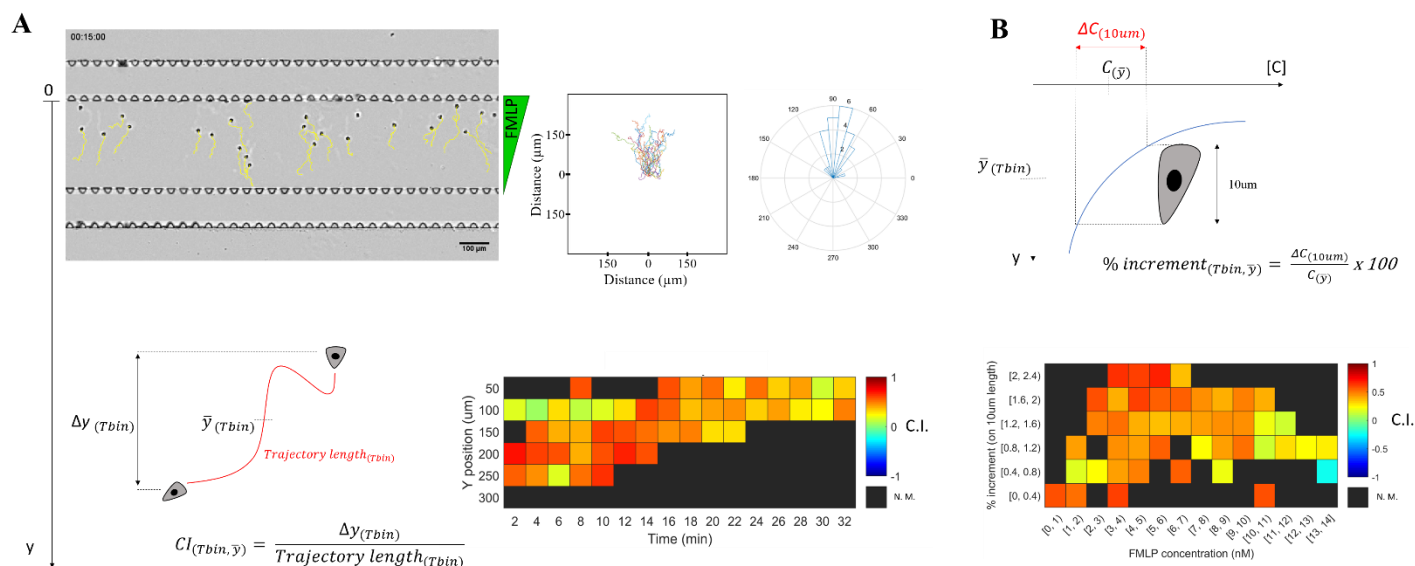 A
00:15:00
0
FMLP
100 µm
y
Distance (µm)
150
0
150
150 0 150
Distance (µm)
90
120 60
150 30
180 0
210 330
240 300
270
6
4
2
B
ΔC(10um)
C(ȳ) [C]
ȳ (Tbin)
10um
y
% increment(Tbin, ȳ) = ΔC(10um) / C(ȳ) x 100
Δy (Tbin)
ȳ (Tbin)
Trajectory length(Tbin)
CI(Tbin, ȳ) = Δy(Tbin) / Trajectory length(Tbin)
Y position (um)
50
100
150
200
250
300
2 4 6 8 10 12 14 16 18 20 22 24 26 28 30 32
Time (min)
1
0
-1
C.I.
N. M.
% increment (on 10um length)
[2, 2.4)
[1.6, 2)
[1.2, 1.6)
[0.8, 1.2)
[0.4, 0.8)
[0, 0.4)
[0, 1) [1, 2) [2, 3) [3, 4) [4, 5) [5, 6) [6, 7) [7, 8) [8, 9) [9, 10) [10, 11) [11, 12) [12, 13) [13, 14]
FMLP concentration (nM)
1
0.5
0
-0.5
-1
C.I.
N. M.